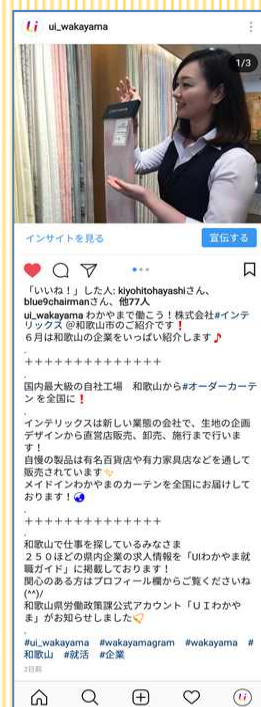 Ui ui_wakayama
1/3
インサイトを見る 宣伝する
「いいね！」した人: kiyohitohayashiさん、
blue9chairmanさん、他77人
ui_wakayama わかやまで働こう！株式会社#インテ
リックス @和歌山市のご紹介です❗
６月は和歌山の企業をいっぱい紹介します🎵
.
＋＋＋＋＋＋＋＋＋＋＋＋＋＋
.
国内最大級の自社工場　和歌山から#オーダーカーテ
ン を全国に❗
.
インテリックスは新しい業態の会社で、生地の企画
デザインから直営店販売、卸売、施行まで行いま
す！
自慢の製品は有名百貨店や有力家具店などを通して
販売されています✨
メイドインわかやまのカーテンを全国にお届けして
おります！🌏
.
＋＋＋＋＋＋＋＋＋＋＋＋＋＋
.
和歌山で仕事を探しているみなさま
２５０ほどの県内企業の求人情報を「UIわかやま就
職ガイド」に掲載しております！
関心のある方はプロフィール欄からご覧くださいね
(^^)/
和歌山県労働政策課公式アカウント「ＵＩわかや
ま」がお知らせしました📯
.
#ui_wakayama #wakayamagram #wakayama #
和歌山 #就活 #企業
2日前
Ui